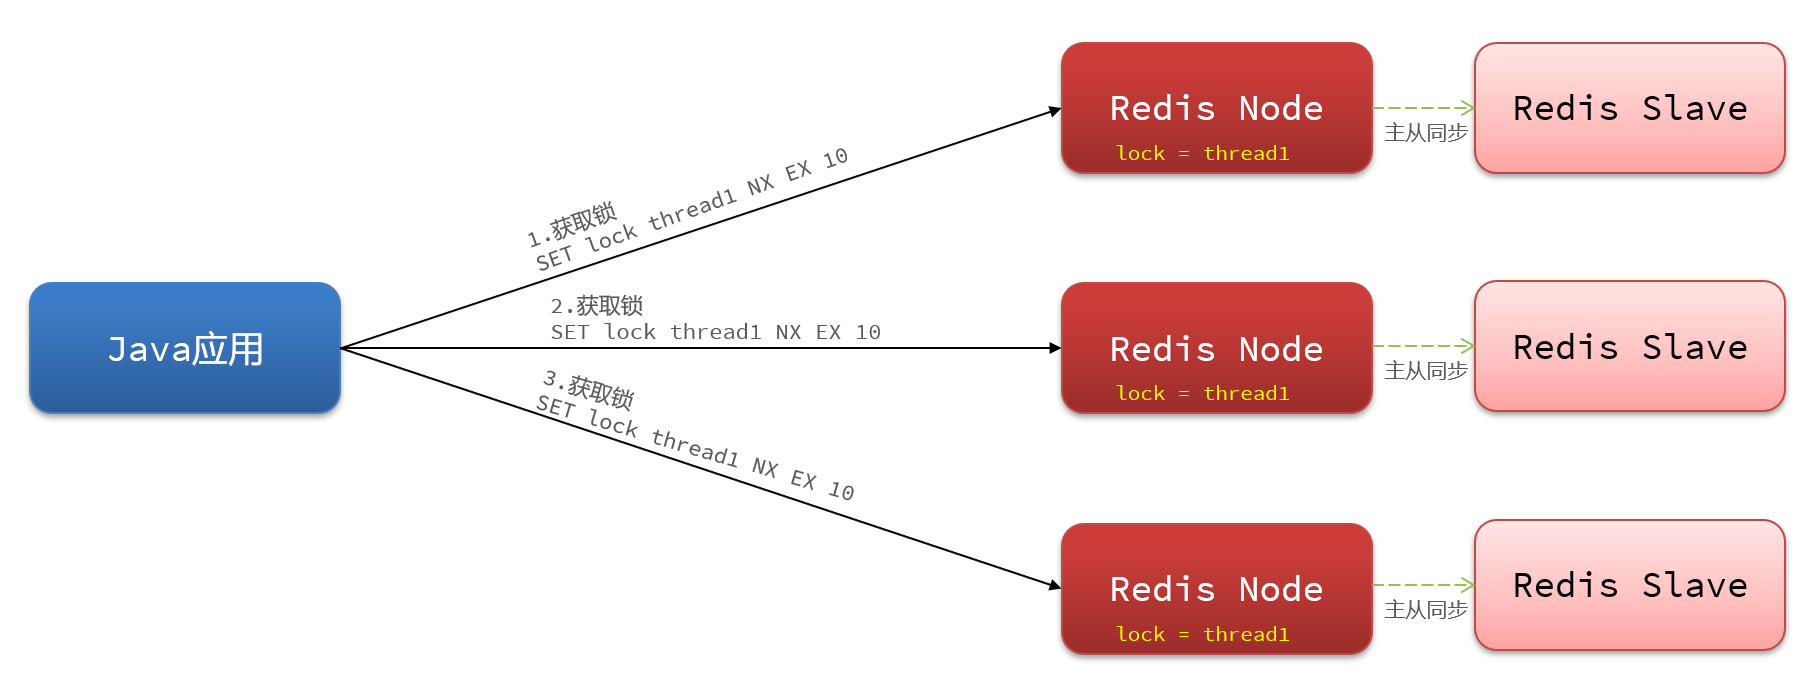 Redis Node
lock = thread1
主从同步
Redis Slave
1.获取锁
SET lock thread1 NX EX 10
Java应用
2.获取锁
SET lock thread1 NX EX 10
Redis Node
lock = thread1
主从同步
Redis Slave
3.获取锁
SET lock thread1 NX EX 10
Redis Node
lock = thread1
主从同步
Redis Slave